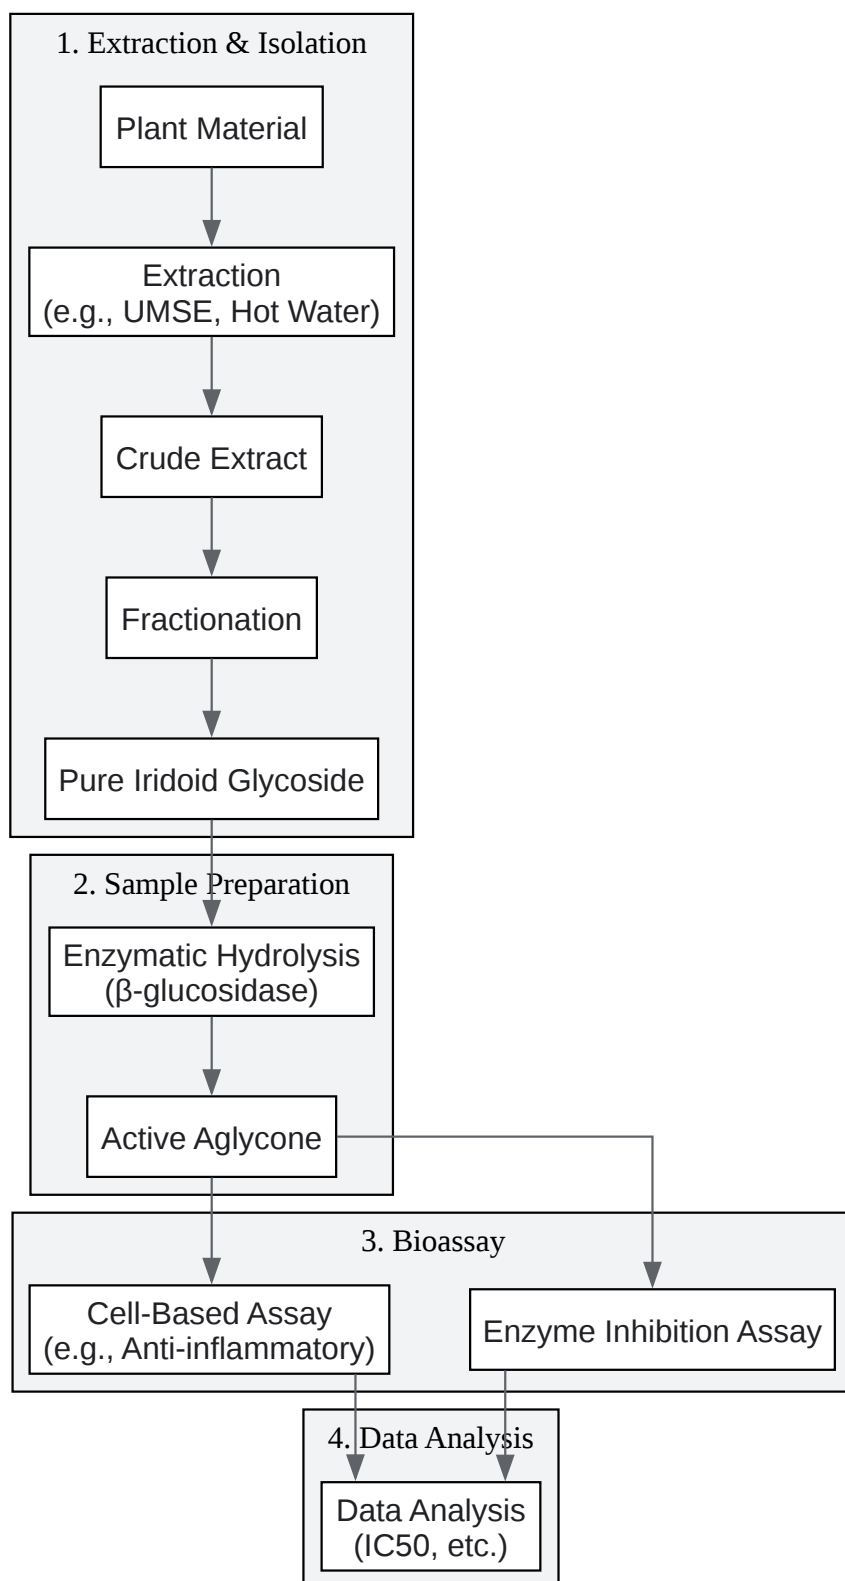 1. Extraction & Isolation
Plant Material
Extraction
(e.g., UMSE, Hot Water)
Crude Extract
Fractionation
Pure Iridoid Glycoside
2. Sample Preparation
Enzymatic Hydrolysis
(β-glucosidase)
Active Aglycone
3. Bioassay
Cell-Based Assay
(e.g., Anti-inflammatory)
Enzyme Inhibition Assay
4. Data Analysis
Data Analysis
(IC50, etc.)